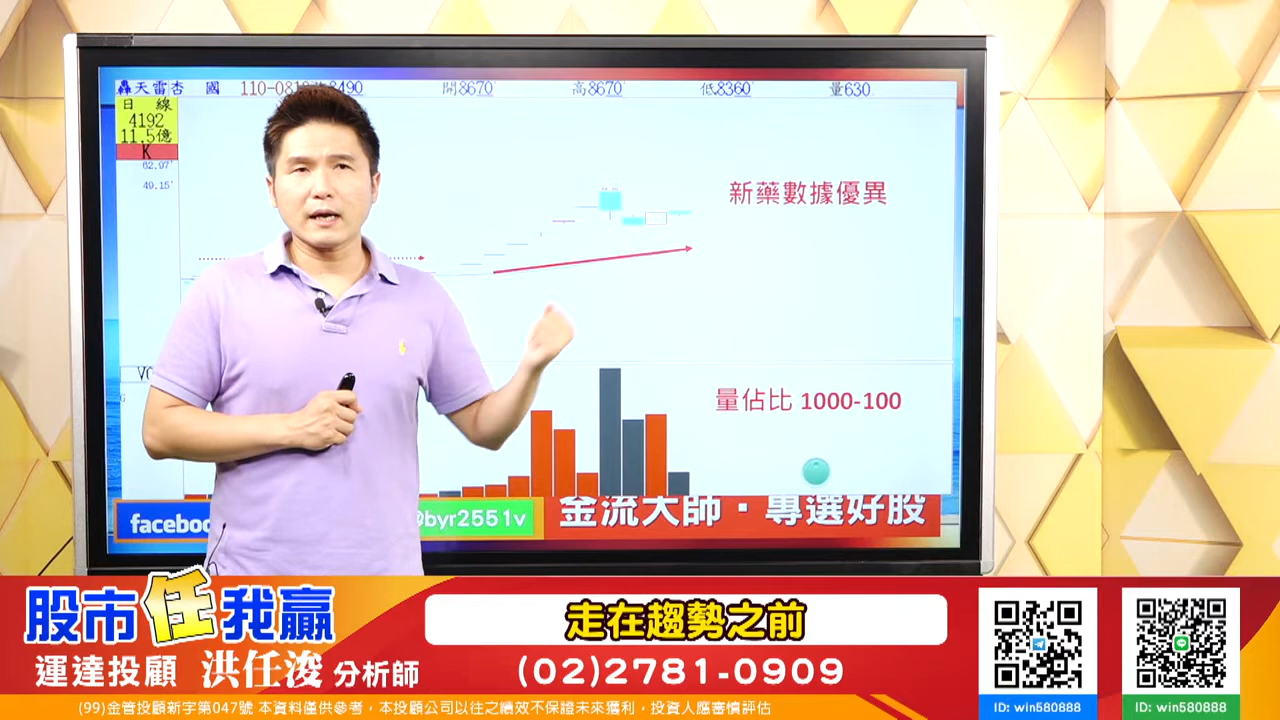 天雷杏 國 110-081 8490 開8670 高8670 低8360 量630
日 線
4192
11.5億
K
62.97
49.15
新藥數據優異
量佔比 1000-100
faceboo
@byr2551v
金流大師·專選好股
股市任我贏
走在趨勢之前
運達投顧 洪任浚 分析師
(02)2781-0909
ID: win580888
ID: win580888
(99)金管投顧新字第047號 本資料僅供參考，本投顧公司以往之績效不保證未來獲利，投資人應審慎評估